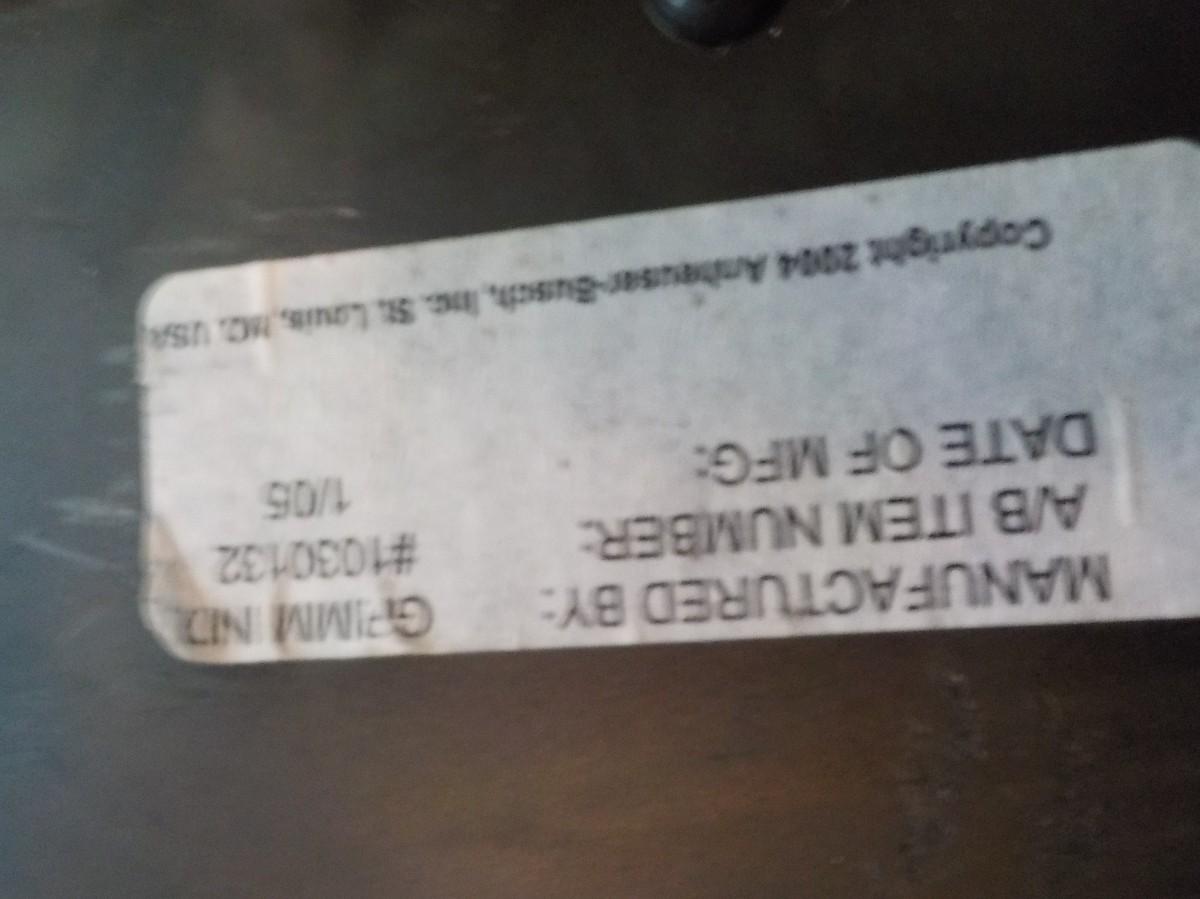 MANUFACTURED BY: GRIMM IND
A/B ITEM NUMBER: #1030132
DATE OF MFG: 1/05
Copyright 2004 Anheuser-Busch, Inc. St. Louis, MO. USA